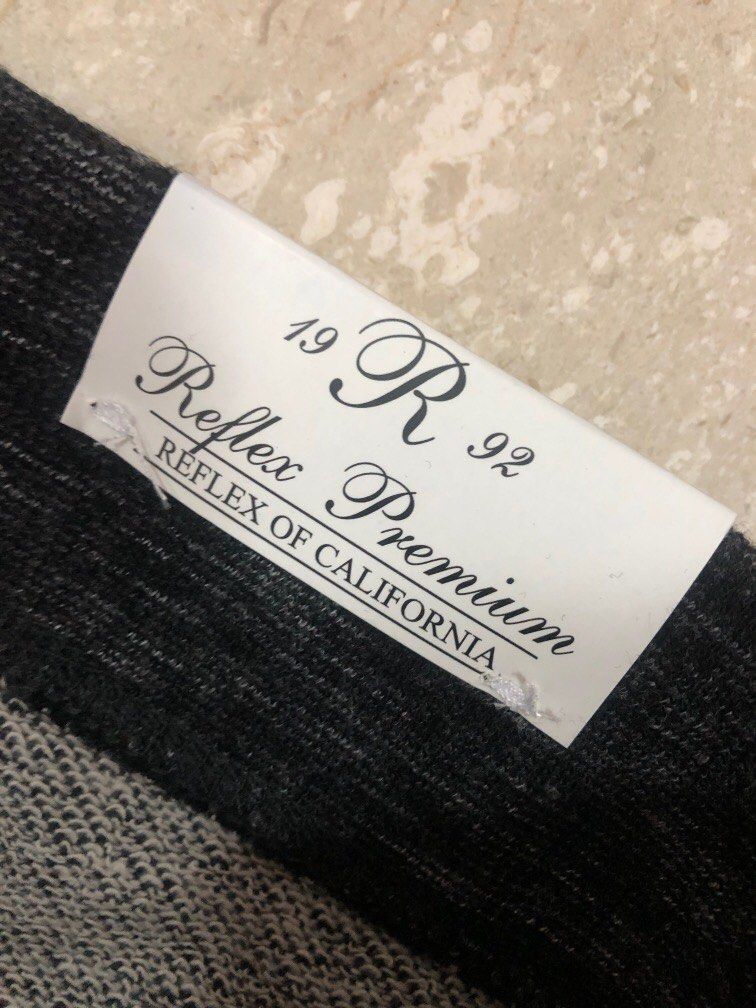 19 R 92
Reflex Premium
REFLEX OF CALIFORNIA